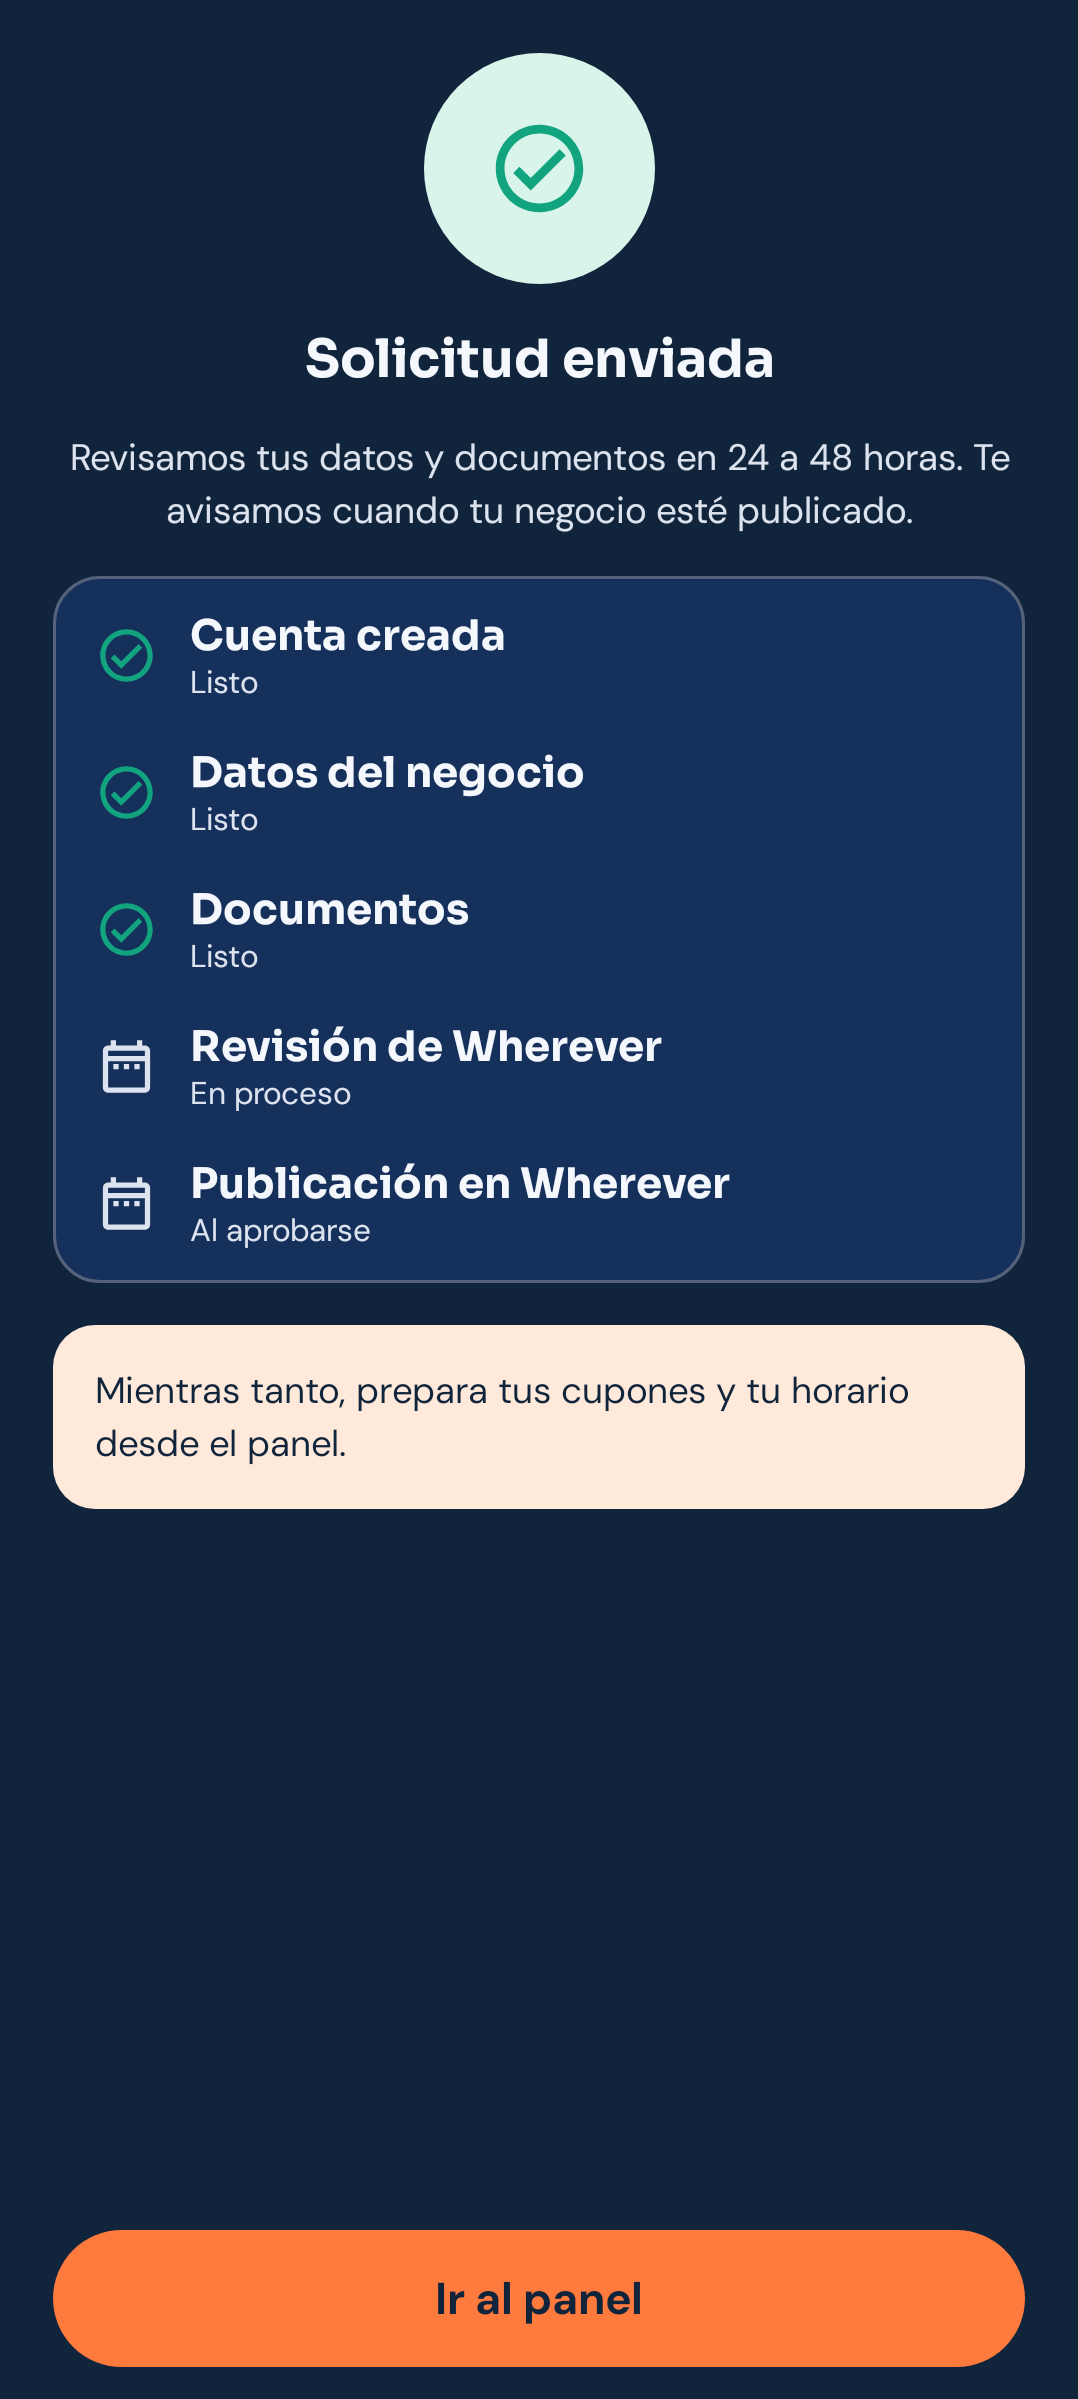 Solicitud enviada
Revisamos tus datos y documentos en 24 a 48 horas. Te
avisamos cuando tu negocio esté publicado.
Cuenta creada
Listo
Datos del negocio
Listo
Documentos
Listo
Revisión de Wherever
En proceso
Publicación en Wherever
Al aprobarse
Mientras tanto, prepara tus cupones y tu horario
desde el panel.
Ir al panel